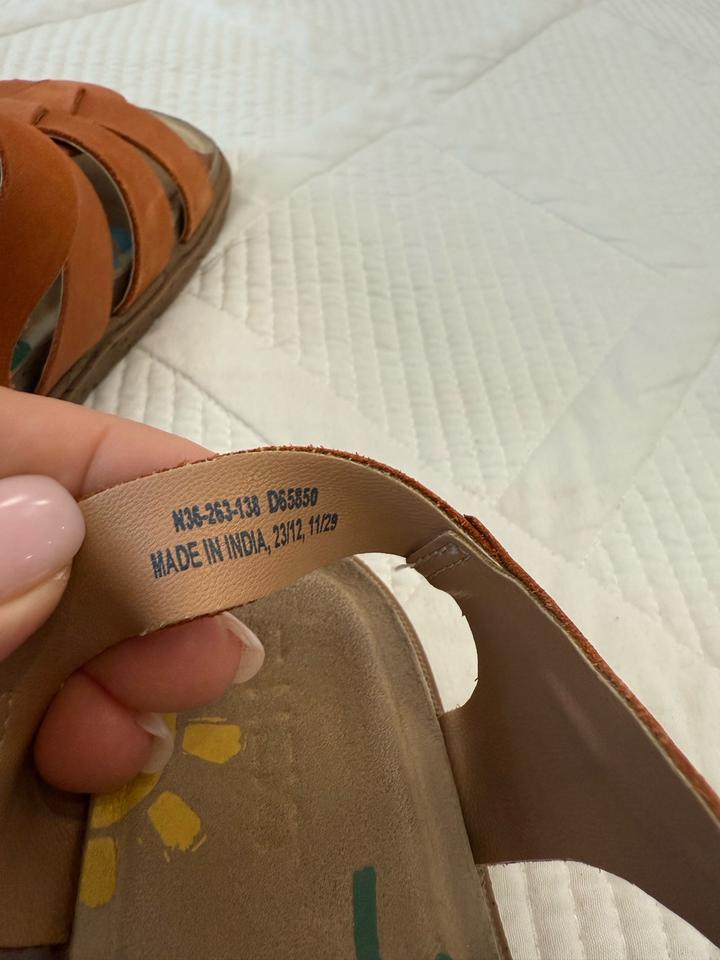 N36-263-138 D65850
MADE IN INDIA, 23/12, 11/29